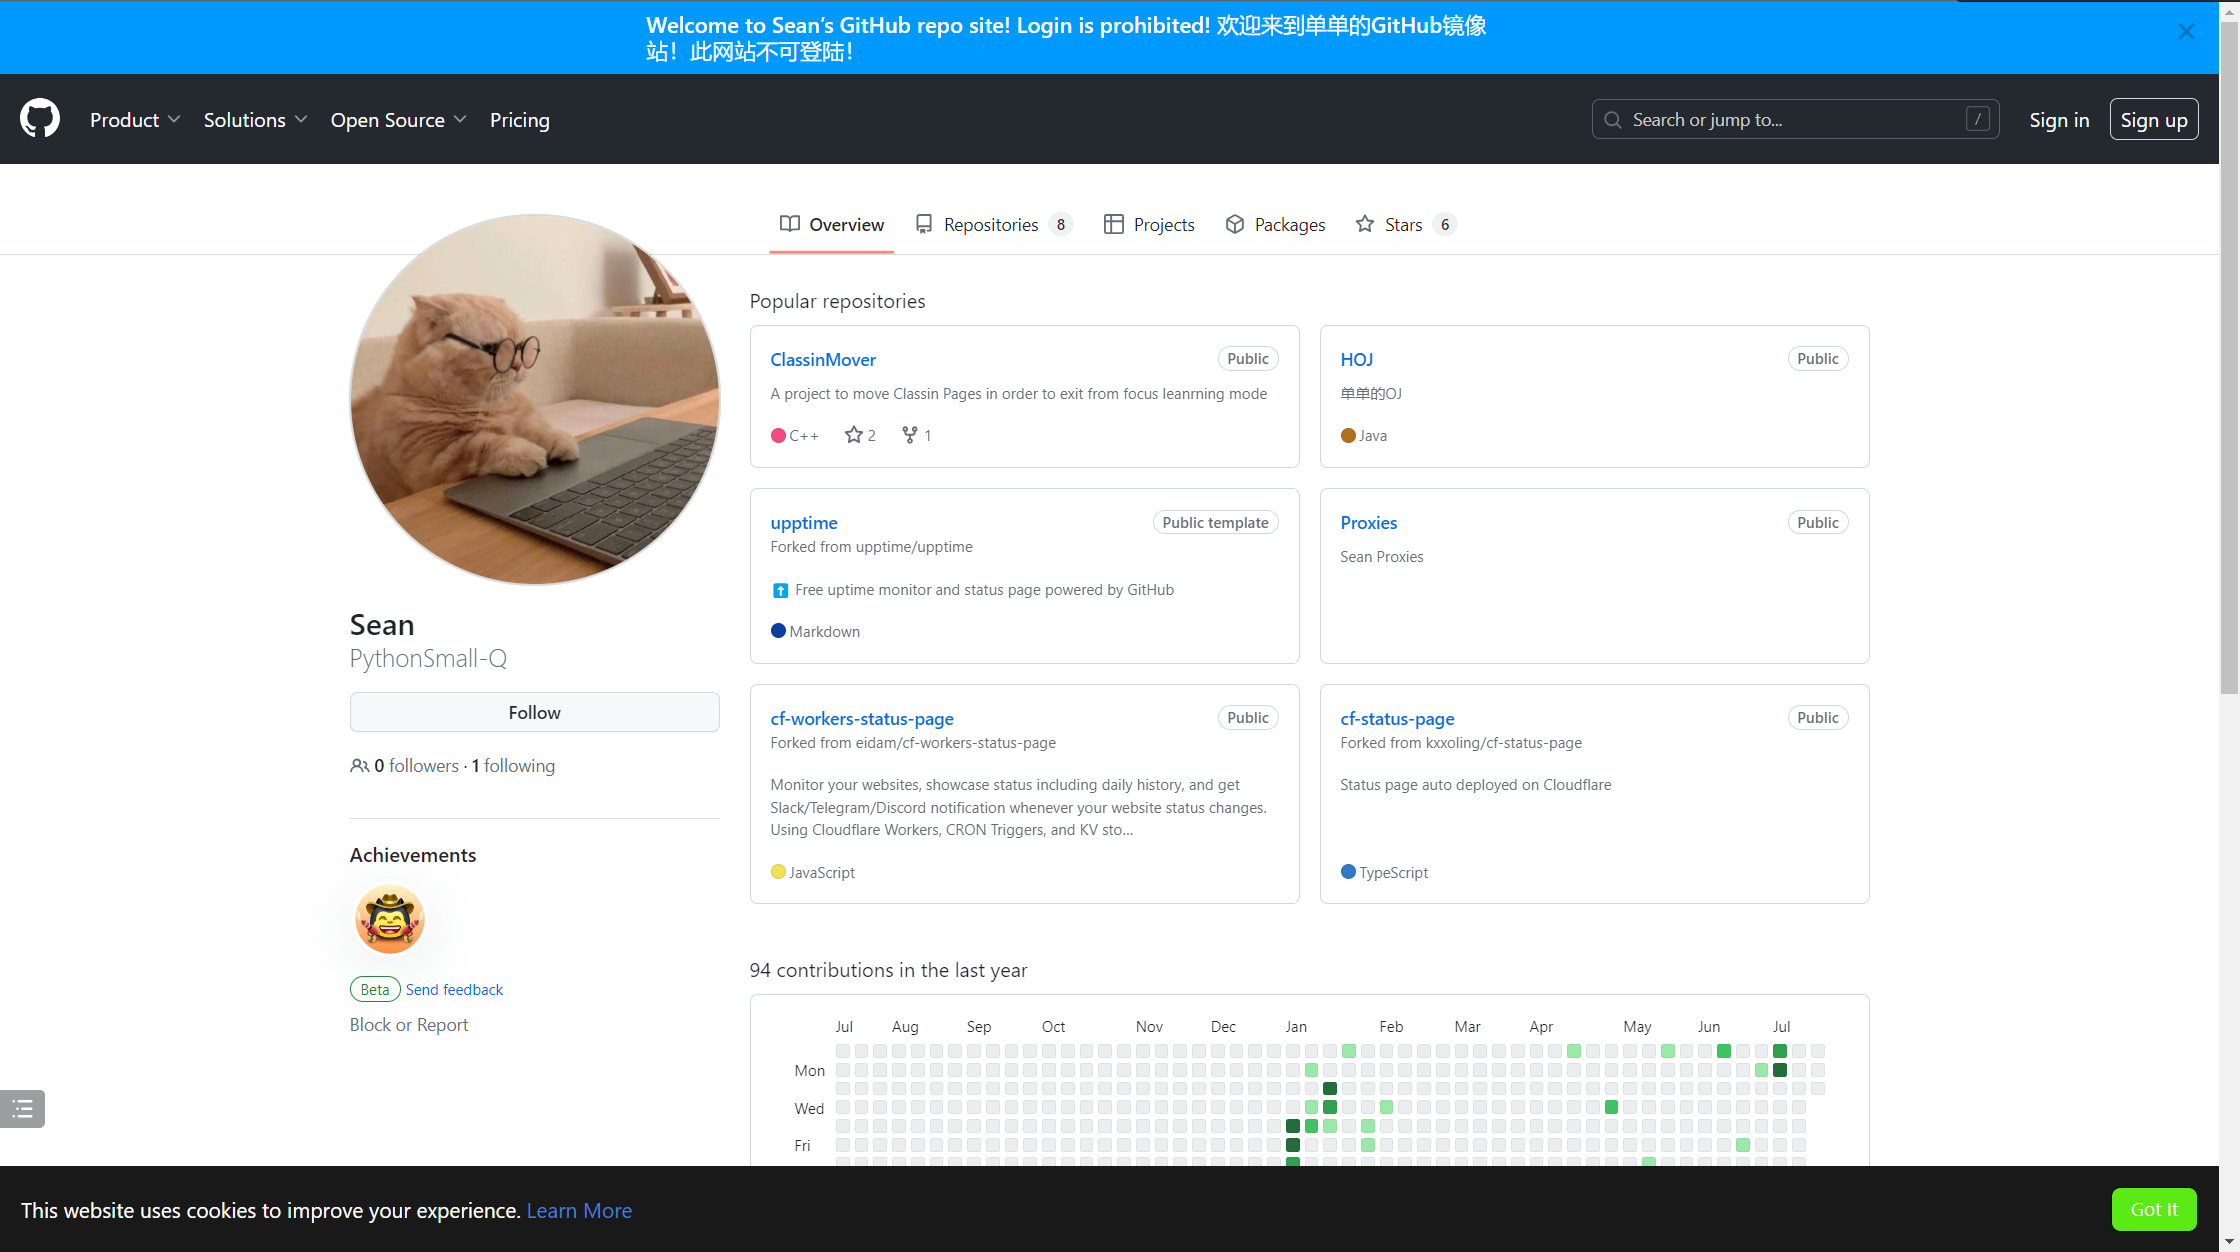 Welcome to Sean's GitHub repo site! Login is prohibited! 欢迎来到单单的GitHub镜像
站！此网站不可登陆！
Product Solutions Open Source Pricing Search or jump to... / Sign in Sign up
Overview Repositories 8 Projects Packages Stars 6
Popular repositories
ClassinMover Public
A project to move Classin Pages in order to exit from focus leanrning mode
C++ 2 1
HOJ Public
单单的OJ
Java
upptime Public template
Forked from upptime/upptime
Free uptime monitor and status page powered by GitHub
Markdown
Proxies Public
Sean Proxies
cf-workers-status-page Public
Forked from eidam/cf-workers-status-page
Monitor your websites, showcase status including daily history, and get
Slack/Telegram/Discord notification whenever your website status changes.
Using Cloudflare Workers, CRON Triggers, and KV sto...
JavaScript
cf-status-page Public
Forked from kxxoling/cf-status-page
Status page auto deployed on Cloudflare
TypeScript
Sean
PythonSmall-Q
Follow
0 followers · 1 following
Achievements
Beta Send feedback
Block or Report
94 contributions in the last year
Jul Aug Sep Oct Nov Dec Jan Feb Mar Apr May Jun Jul
Mon
Wed
Fri
This website uses cookies to improve your experience. Learn More
Got It